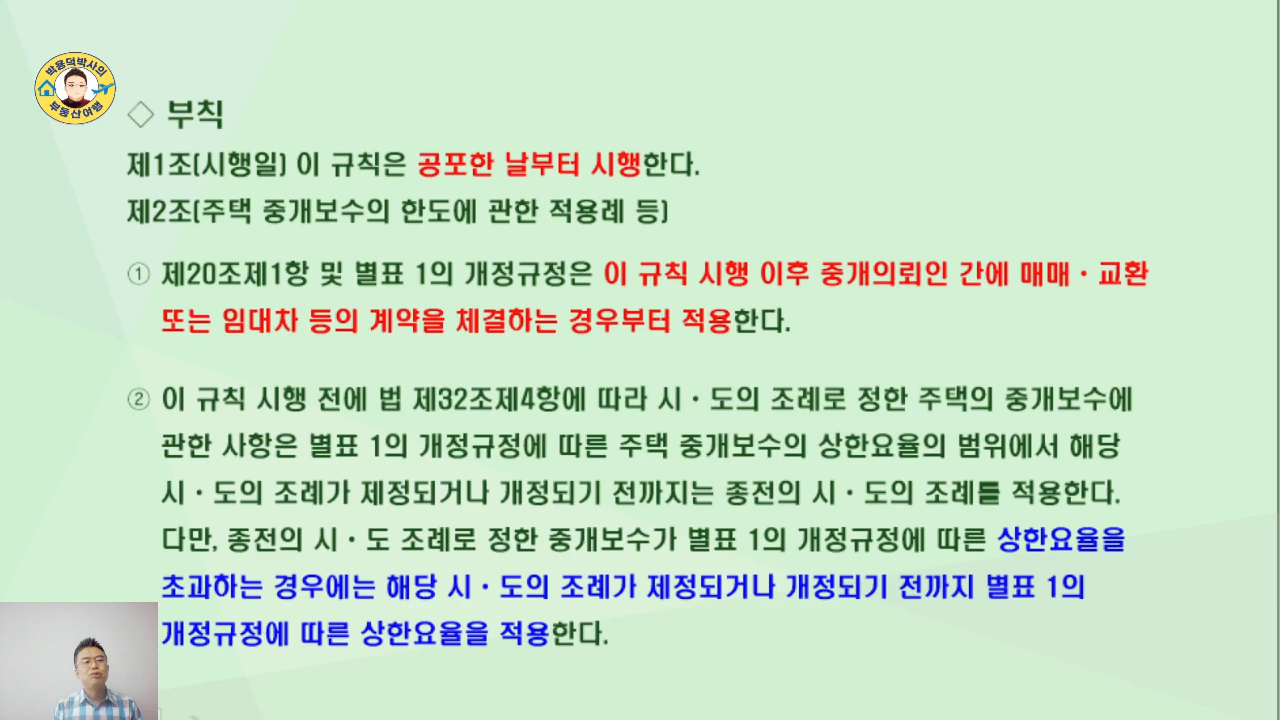 박용덕박사의
부동산여행
◇ 부칙
제1조(시행일) 이 규칙은 공포한 날부터 시행한다.
제2조(주택 중개보수의 한도에 관한 적용례 등)
① 제20조제1항 및 별표 1의 개정규정은 이 규칙 시행 이후 중개의뢰인 간에 매매·교환
또는 임대차 등의 계약을 체결하는 경우부터 적용한다.
② 이 규칙 시행 전에 법 제32조제4항에 따라 시·도의 조례로 정한 주택의 중개보수에
관한 사항은 별표 1의 개정규정에 따른 주택 중개보수의 상한요율의 범위에서 해당
시·도의 조례가 제정되거나 개정되기 전까지는 종전의 시·도의 조례를 적용한다.
다만, 종전의 시·도 조례로 정한 중개보수가 별표 1의 개정규정에 따른 상한요율을
초과하는 경우에는 해당 시·도의 조례가 제정되거나 개정되기 전까지 별표 1의
개정규정에 따른 상한요율을 적용한다.